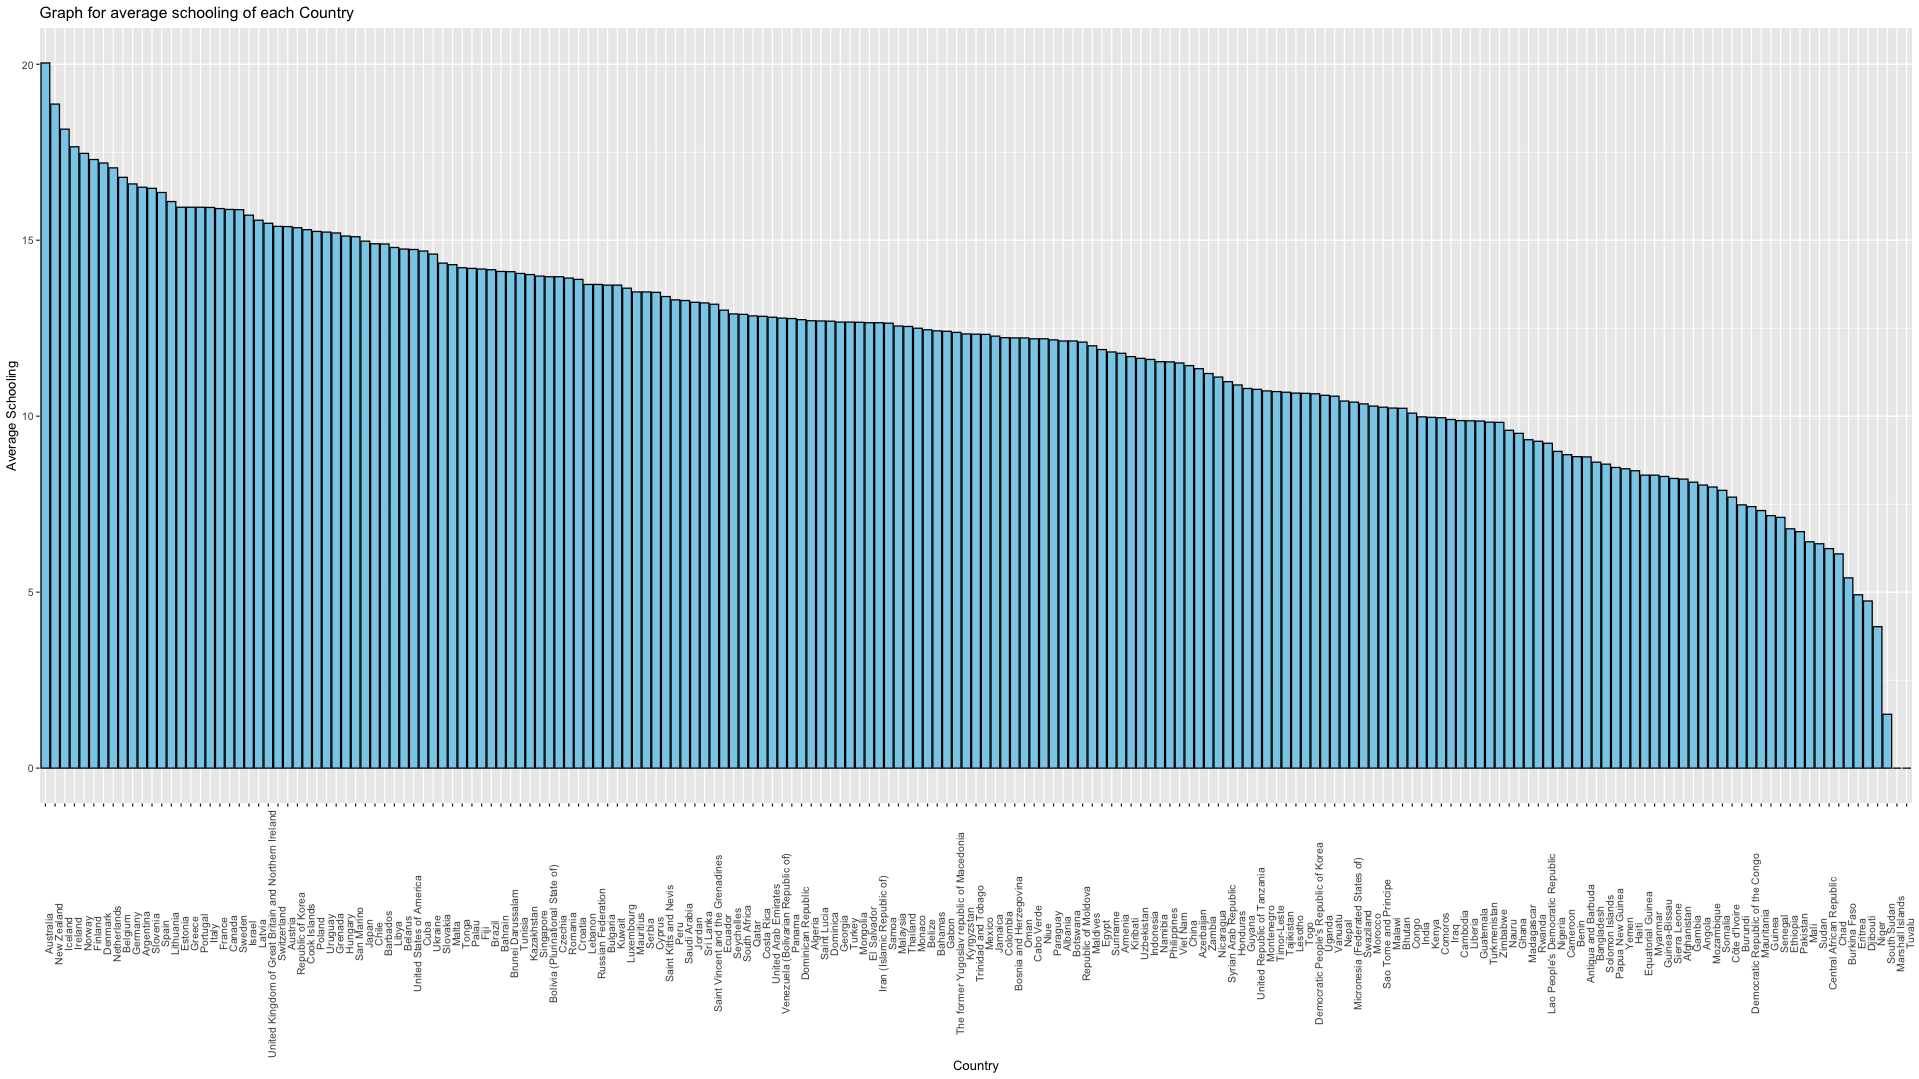 Graph for average schooling of each Country
Average Schooling
20
15
10
5
0
Australia
New Zealand
Iceland
Ireland
Norway
Finland
Denmark
Netherlands
Belgium
Germany
Argentina
Slovenia
Spain
Lithuania
Estonia
Greece
Portugal
Italy
France
Canada
Sweden
Israel
Latvia
United Kingdom of Great Britain and Northern Ireland
Switzerland
Austria
Republic of Korea
Cook Islands
Poland
Uruguay
Grenada
Hungary
San Marino
Japan
Chile
Barbados
Libya
Belarus
United States of America
Cuba
Ukraine
Slovakia
Malta
Tonga
Palau
Fiji
Brazil
Bahrain
Brunei Darussalam
Tunisia
Kazakhstan
Singapore
Bolivia (Plurinational State of)
Czechia
Romania
Croatia
Lebanon
Russian Federation
Bulgaria
Kuwait
Luxembourg
Mauritius
Serbia
Cyprus
Saint Kitts and Nevis
Peru
Saudi Arabia
Jordan
Sri Lanka
Saint Vincent and the Grenadines
Ecuador
Seychelles
South Africa
Qatar
Costa Rica
United Arab Emirates
Venezuela (Bolivarian Republic of)
Panama
Dominican Republic
Algeria
Saint Lucia
Dominica
Georgia
Turkey
Mongolia
El Salvador
Iran (Islamic Republic of)
Samoa
Malaysia
Thailand
Monaco
Belize
Bahamas
Gabon
The former Yugoslav republic of Macedonia
Kyrgyzstan
Trinidad and Tobago
Mexico
Jamaica
Colombia
Bosnia and Herzegovina
Oman
Cabo Verde
Niue
Paraguay
Albania
Botswana
Republic of Moldova
Maldives
Egypt
Suriname
Armenia
Kiribati
Uzbekistan
Indonesia
Namibia
Philippines
Viet Nam
China
Azerbaijan
Zambia
Nicaragua
Syrian Arab Republic
Honduras
Guyana
United Republic of Tanzania
Montenegro
Timor-Leste
Tajikistan
Lesotho
Togo
Democratic People's Republic of Korea
Uganda
Vanuatu
Nepal
Micronesia (Federated States of)
Swaziland
Morocco
Sao Tome and Principe
Malawi
Bhutan
Congo
India
Kenya
Comoros
Iraq
Cambodia
Liberia
Guatemala
Turkmenistan
Zimbabwe
Nauru
Ghana
Madagascar
Rwanda
Lao People's Democratic Republic
Nigeria
Cameroon
Benin
Antigua and Barbuda
Bangladesh
Solomon Islands
Papua New Guinea
Yemen
Haiti
Equatorial Guinea
Myanmar
Guinea-Bissau
Sierra Leone
Afghanistan
Gambia
Angola
Mozambique
Somalia
Côte d'Ivoire
Burundi
Democratic Republic of the Congo
Mauritania
Guinea
Senegal
Ethiopia
Pakistan
Mali
Sudan
Central African Republic
Chad
Burkina Faso
Eritrea
Djibouti
Niger
South Sudan
Marshall Islands
Tuvalu
Country